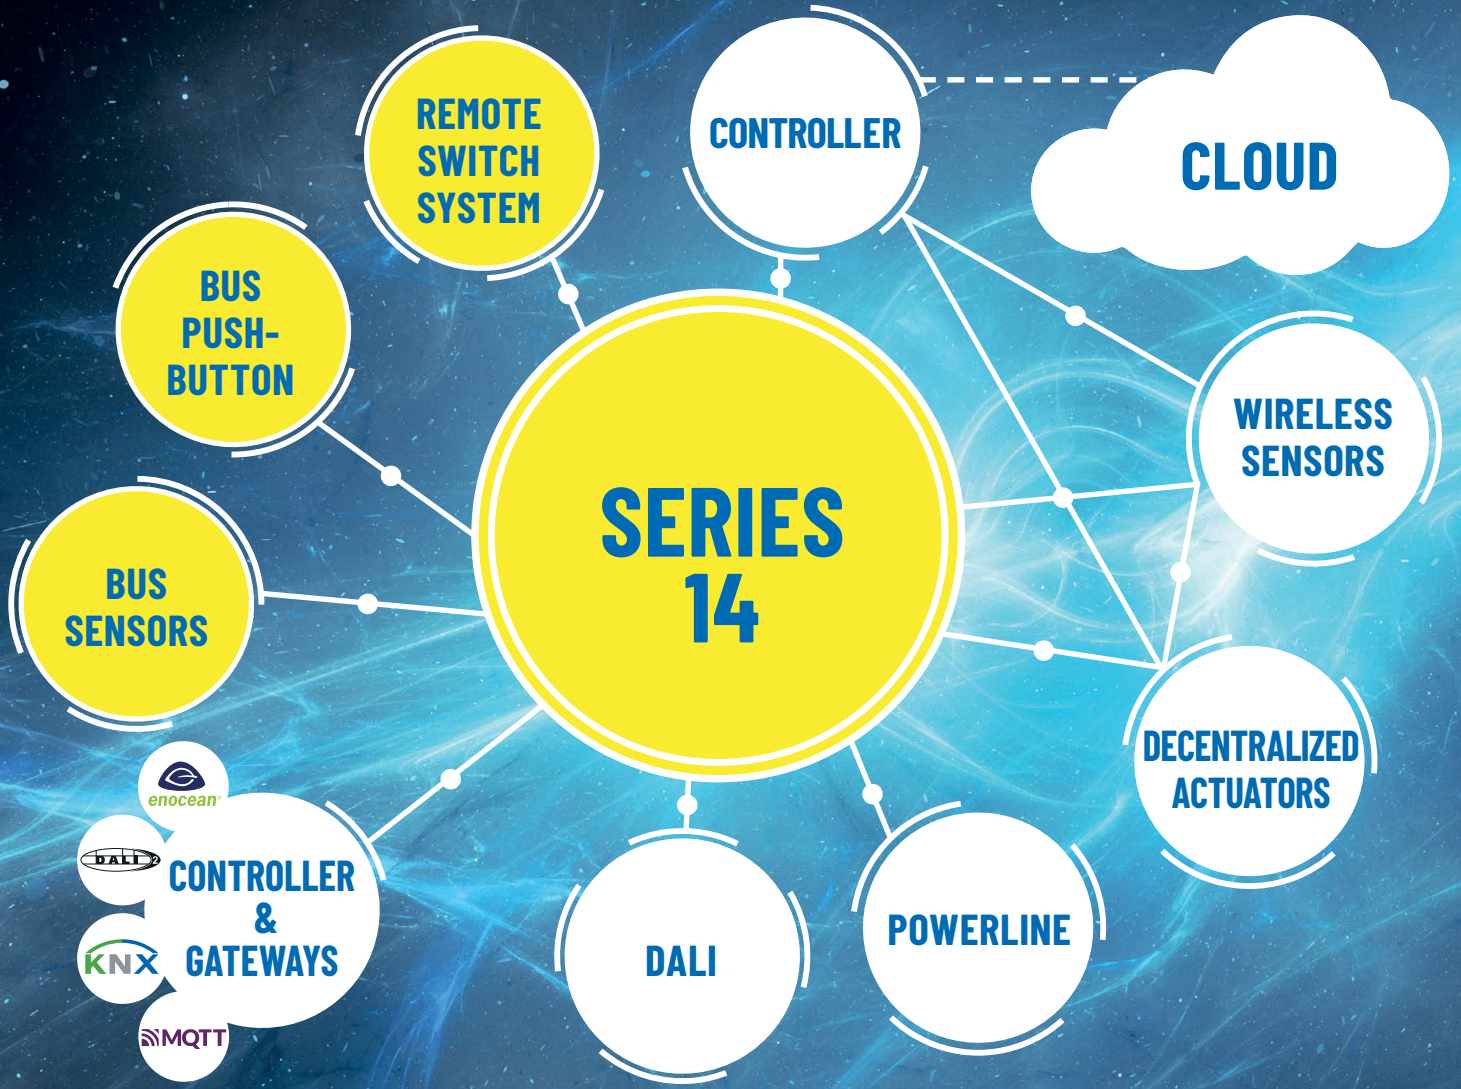 REMOTE
SWITCH
SYSTEM
CONTROLLER
CLOUD
BUS
PUSH-
BUTTON
WIRELESS
SENSORS
SERIES
14
BUS
SENSORS
DECENTRALIZED
ACTUATORS
enocean®
DALI 2
CONTROLLER
&
GATEWAYS
KNX
MQTT
DALI
POWERLINE